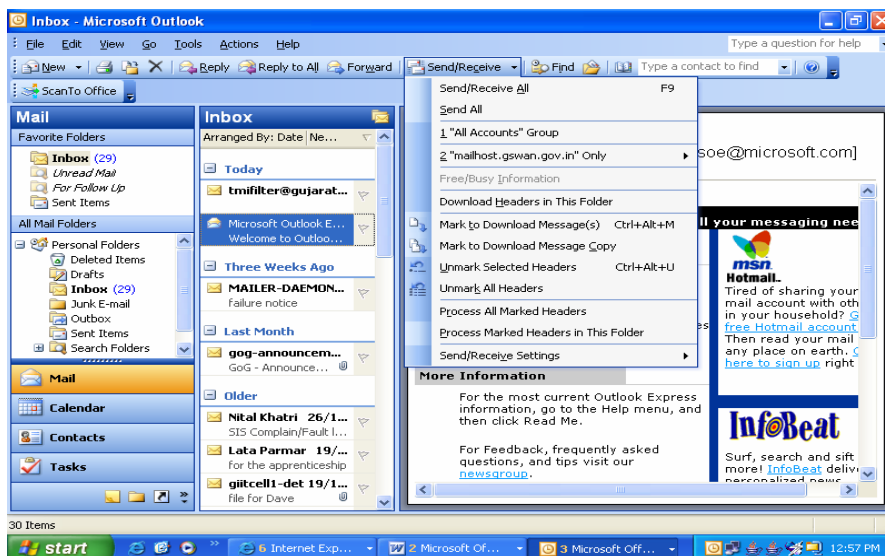 Inbox - Microsoft Outlook
File Edit View Go Tools Actions Help
Type a question for help
New Reply Reply to All Forward Send/Receive Find Type a contact to find
ScanTo Office
Mail
Favorite Folders
Inbox (29)
Unread Mail
For Follow Up
Sent Items
All Mail Folders
Personal Folders
Deleted Items
Drafts
Inbox (29)
Junk E-mail
Outbox
Sent Items
Search Folders
Mail
Calendar
Contacts
Tasks
Inbox
Arranged By: Date Ne...
Today
tmifilter@gujarat...
Microsoft Outlook E...
Welcome to Outloo...
Three Weeks Ago
MAILER-DAEMON...
failure notice
Last Month
gog-announcem...
GoG - Announce...
Older
Nital Khatri 26/1...
SIS Complain/Fault I...
Lata Parmar 19/...
for the apprenticeship
giitcell1-det 19/1...
file for Dave
Send/Receive All F9
Send All
1 "All Accounts" Group
2 "mailhost.gswan.gov.in" Only
Free/Busy Information
Download Headers in This Folder
Mark to Download Message(s) Ctrl+Alt+M
Mark to Download Message Copy
Unmark Selected Headers Ctrl+Alt+U
Unmark All Headers
Process All Marked Headers
Process Marked Headers in This Folder
Send/Receive Settings
soe@microsoft.com]
ll your messaging nee
msn
Hotmail
Tired of sharing your
mail account with oth
in your household? G
free Hotmail account
Then read your mail
any place on earth. C
here to sign up right
es
More Information
For the most current Outlook Express
information, go to the Help menu, and
then click Read Me.
For Feedback, frequently asked
questions, and tips visit our
newsgroup.
InfoBeat
Surf, search and sift
more! InfoBeat delive
personalized news
30 Items
start 6 Internet Exp... 2 Microsoft Of... 3 Microsoft Off... 12:57 PM